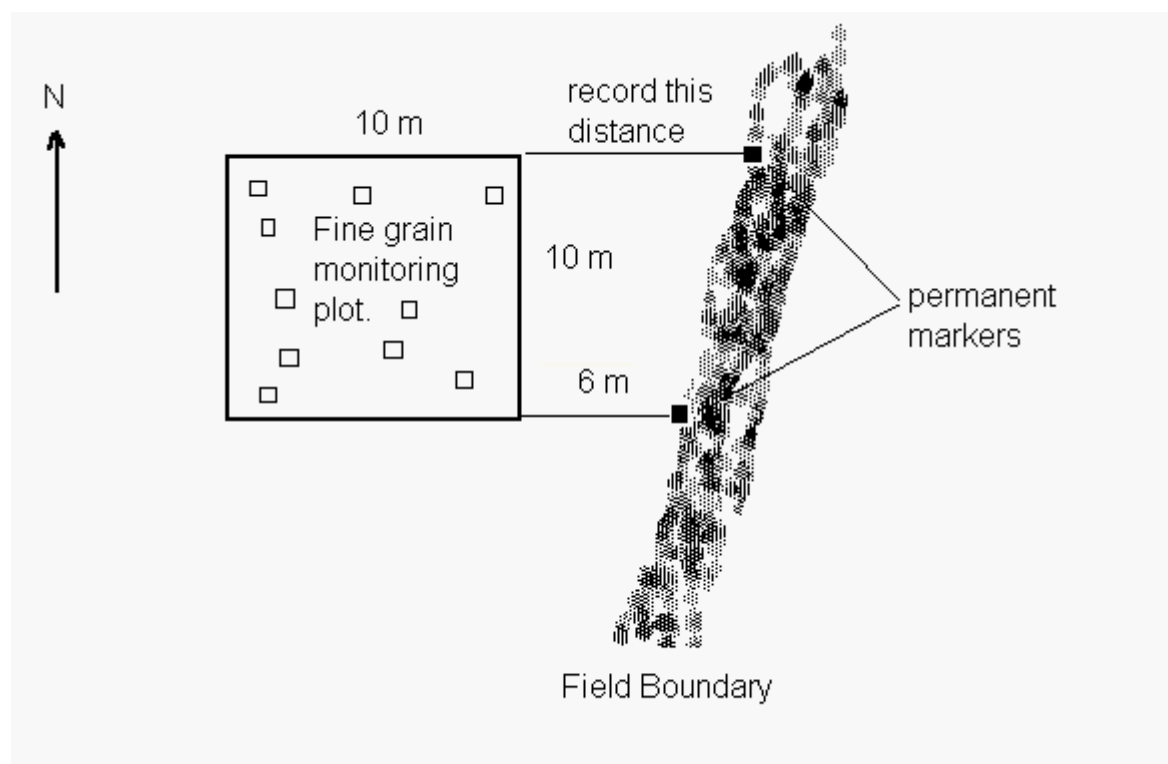 N
10 m
record this
distance
Fine grain
monitoring
plot.
10 m
permanent
markers
6 m
Field Boundary